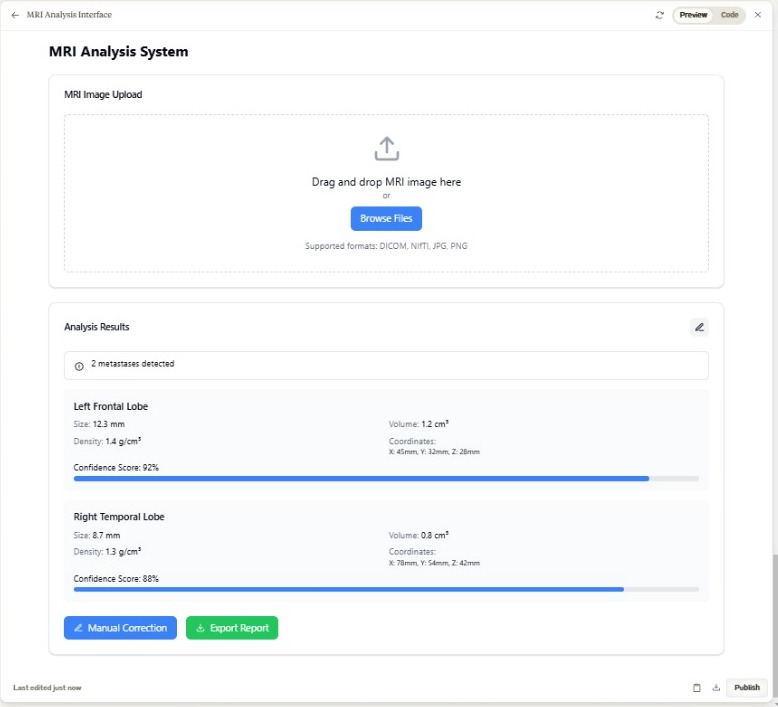 MRI Analysis Interface
Preview Code
MRI Analysis System
MRI Image Upload
Drag and drop MRI image here
or
Browse Files
Supported formats: DICOM, NIfTI, JPG, PNG
Analysis Results
2 metastases detected
Left Frontal Lobe
Size: 12.3 mm Volume: 1.2 cm³
Density: 1.4 g/cm³ Coordinates:
X: 45mm, Y: 32mm, Z: 28mm
Confidence Score: 92%
Right Temporal Lobe
Size: 8.7 mm Volume: 0.8 cm³
Density: 1.3 g/cm³ Coordinates:
X: 78mm, Y: 54mm, Z: 42mm
Confidence Score: 88%
Manual Correction Export Report
Last edited just now Publish